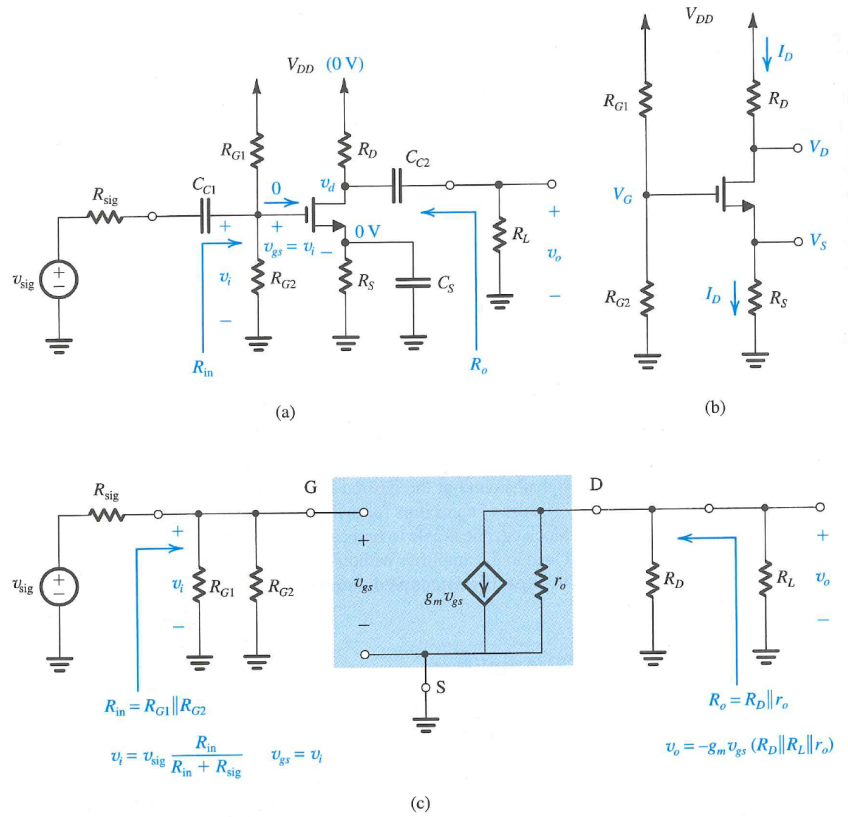 V_DD (0 V)
R_G1
R_D
C_C2
C_C1
0
v_d
R_sig
+
+
0 V
R_L
+
v_sig
+
−
v_i
v_gs = v_i −
R_G2
R_S
C_S
v_o
−
−
R_in
R_o
(a)
V_DD
I_D
R_G1
R_D
V_D
V_G
V_S
R_G2
I_D
R_S
(b)
R_sig
G
D
+
+
+
v_sig
+
−
v_i
R_G1
R_G2
v_gs
g_m v_gs
r_o
R_D
R_L
v_o
−
−
−
S
R_in = R_G1 || R_G2
R_o = R_D || r_o
v_i = v_sig R_in / (R_in + R_sig)   v_gs = v_i
v_o = −g_m v_gs (R_D || R_L || r_o)
(c)